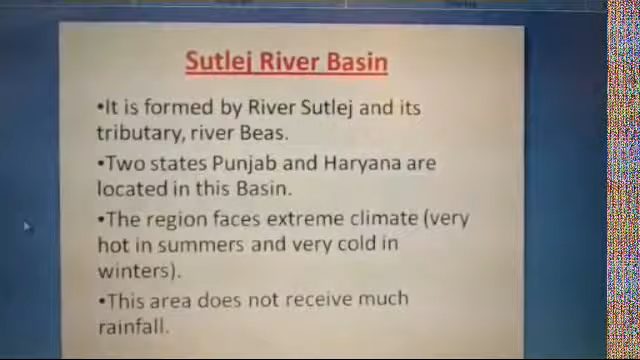 Sutlej River Basin
•It is formed by River Sutlej and its
tributary, river Beas.
•Two states Punjab and Haryana are
located in this Basin.
•The region faces extreme climate (very
hot in summers and very cold in
winters).
•This area does not receive much
rainfall.